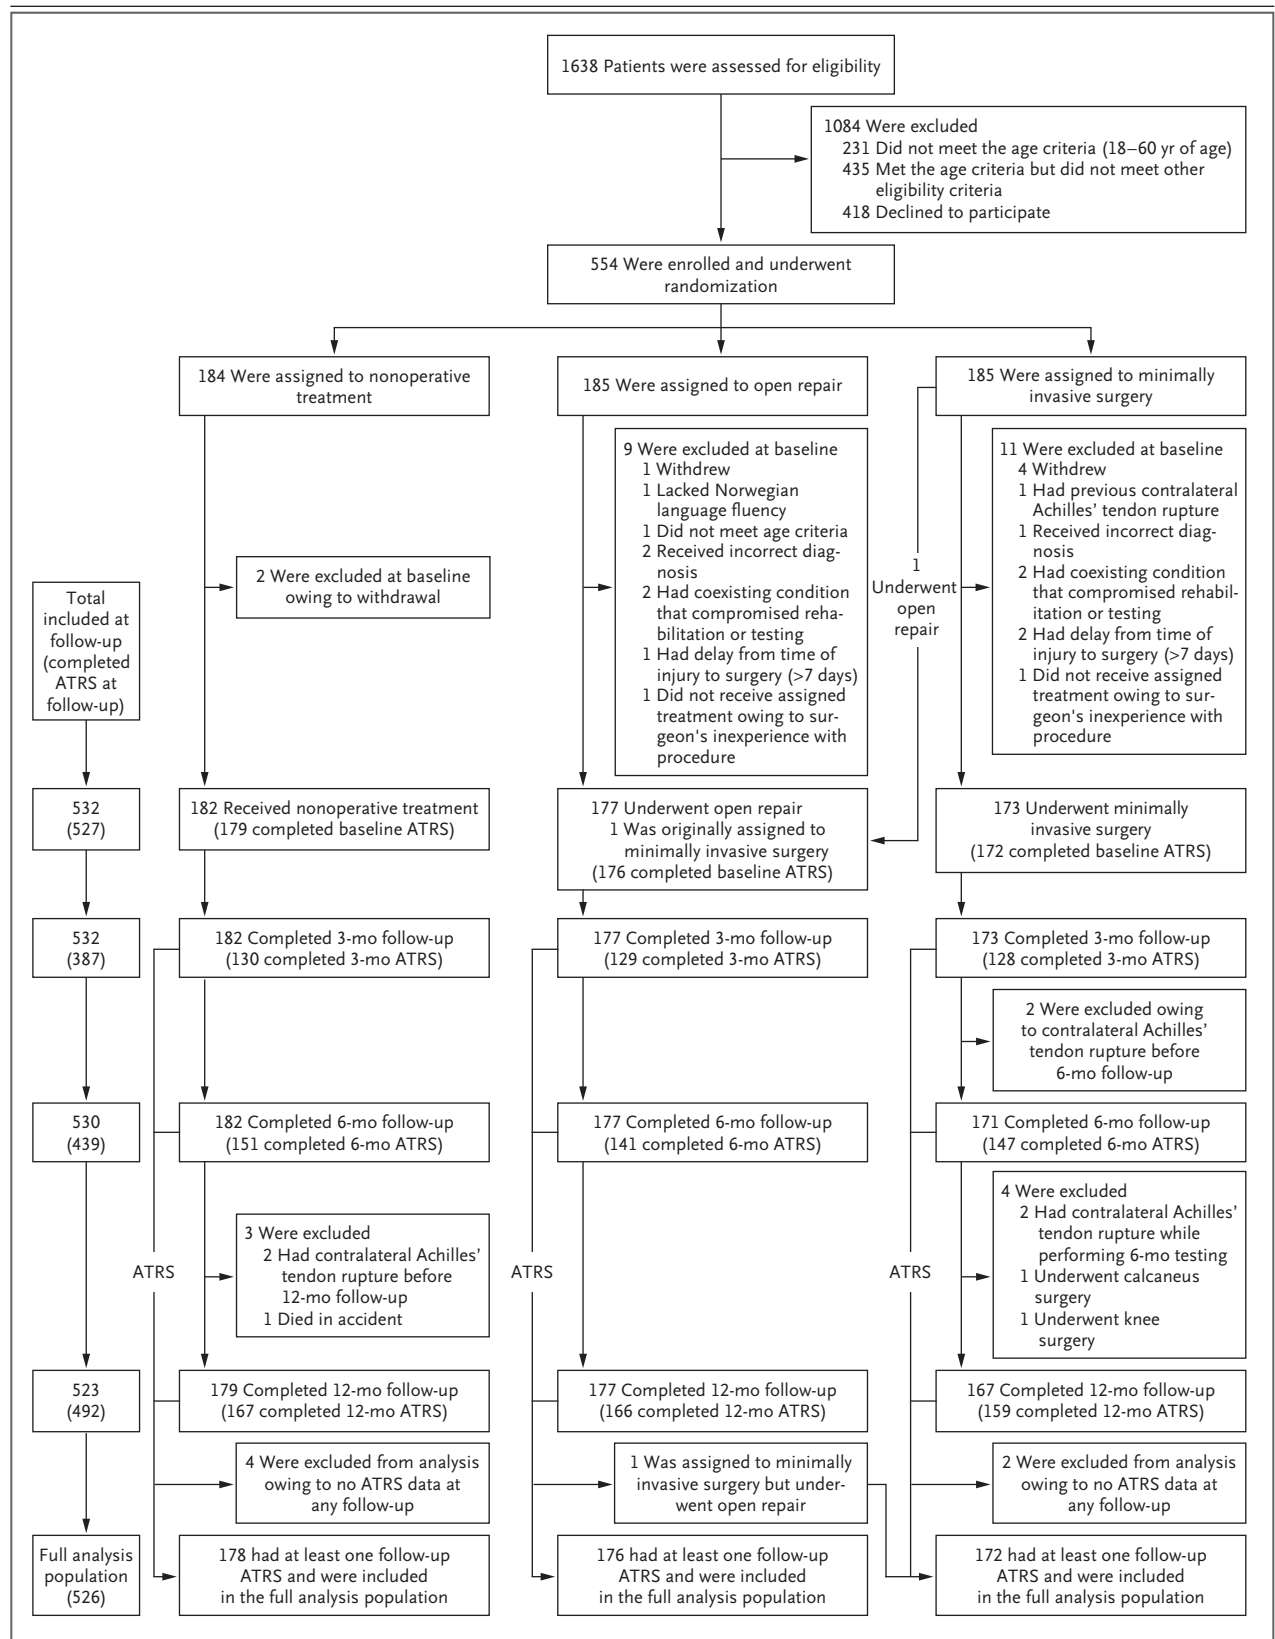 1638 Patients were assessed for eligibility
1084 Were excluded
231 Did not meet the age criteria (18–60 yr of age)
435 Met the age criteria but did not meet other
eligibility criteria
418 Declined to participate
554 Were enrolled and underwent
randomization
184 Were assigned to nonoperative
treatment
185 Were assigned to open repair
185 Were assigned to minimally
invasive surgery
2 Were excluded at baseline
owing to withdrawal
9 Were excluded at baseline
1 Withdrew
1 Lacked Norwegian
language fluency
1 Did not meet age criteria
2 Received incorrect diag-
nosis
2 Had coexisting condition
that compromised reha-
bilitation or testing
1 Had delay from time of
injury to surgery (>7 days)
1 Did not receive assigned
treatment owing to sur-
geon's inexperience with
procedure
1
Underwent
open
repair
11 Were excluded at baseline
4 Withdrew
1 Had previous contralateral
Achilles' tendon rupture
1 Received incorrect diag-
nosis
2 Had coexisting condition
that compromised rehabil-
itation or testing
2 Had delay from time of
injury to surgery (>7 days)
1 Did not receive assigned
treatment owing to sur-
geon's inexperience with
procedure
Total
included at
follow-up
(completed
ATRS at
follow-up)
532
(527)
182 Received nonoperative treatment
(179 completed baseline ATRS)
177 Underwent open repair
1 Was originally assigned to
minimally invasive surgery
(176 completed baseline ATRS)
173 Underwent minimally
invasive surgery
(172 completed baseline ATRS)
532
(387)
182 Completed 3-mo follow-up
(130 completed 3-mo ATRS)
177 Completed 3-mo follow-up
(129 completed 3-mo ATRS)
173 Completed 3-mo follow-up
(128 completed 3-mo ATRS)
2 Were excluded owing
to contralateral Achilles'
tendon rupture before
6-mo follow-up
530
(439)
182 Completed 6-mo follow-up
(151 completed 6-mo ATRS)
177 Completed 6-mo follow-up
(141 completed 6-mo ATRS)
171 Completed 6-mo follow-up
(147 completed 6-mo ATRS)
ATRS
3 Were excluded
2 Had contralateral Achilles'
tendon rupture before
12-mo follow-up
1 Died in accident
ATRS
ATRS
4 Were excluded
2 Had contralateral Achilles'
tendon rupture while
performing 6-mo testing
1 Underwent calcaneus
surgery
1 Underwent knee
surgery
523
(492)
179 Completed 12-mo follow-up
(167 completed 12-mo ATRS)
177 Completed 12-mo follow-up
(166 completed 12-mo ATRS)
167 Completed 12-mo follow-up
(159 completed 12-mo ATRS)
4 Were excluded from analysis
owing to no ATRS data at
any follow-up
1 Was assigned to minimally
invasive surgery but under-
went open repair
2 Were excluded from analysis
owing to no ATRS data at
any follow-up
Full analysis
population
(526)
178 had at least one follow-up
ATRS and were included
in the full analysis population
176 had at least one follow-up
ATRS and were included
in the full analysis population
172 had at least one follow-up
ATRS and were included
in the full analysis population